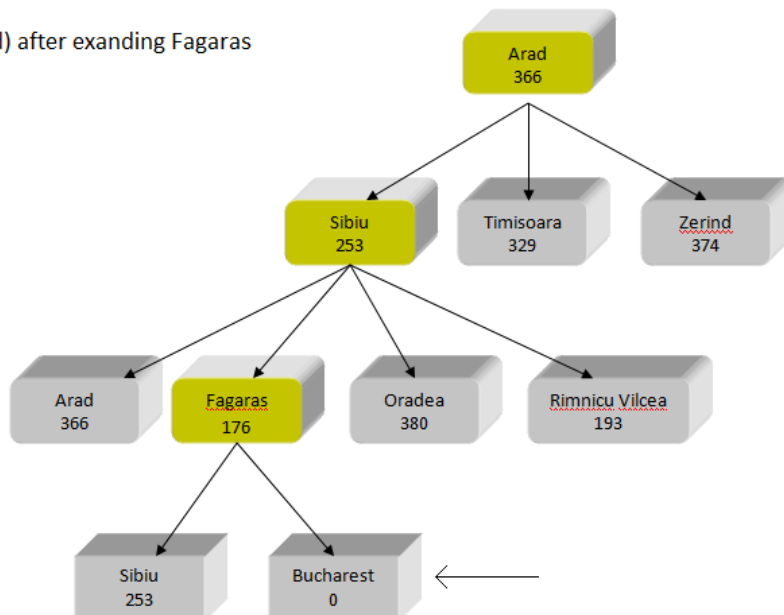 ) after exanding Fagaras
Arad
366
Sibiu
253
Timisoara
329
Zerind
374
Arad
366
Fagaras
176
Oradea
380
Rimnicu Vilcea
193
Sibiu
253
Bucharest
0